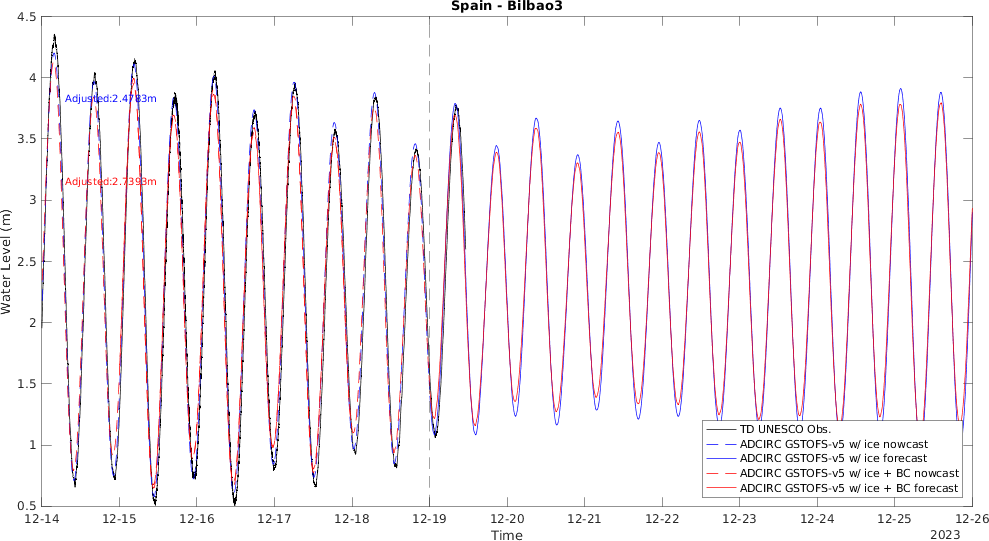 Spain - Bilbao3
4.5
4
3.5
3
2.5
2
1.5
1
0.5
Water Level (m)
Adjusted:2.4783m
Adjusted:2.7393m
TD UNESCO Obs.
ADCIRC GSTOFS-v5 w/ ice nowcast
ADCIRC GSTOFS-v5 w/ ice forecast
ADCIRC GSTOFS-v5 w/ ice + BC nowcast
ADCIRC GSTOFS-v5 w/ ice + BC forecast
12-14 12-15 12-16 12-17 12-18 12-19 12-20 12-21 12-22 12-23 12-24 12-25 12-26
Time
2023